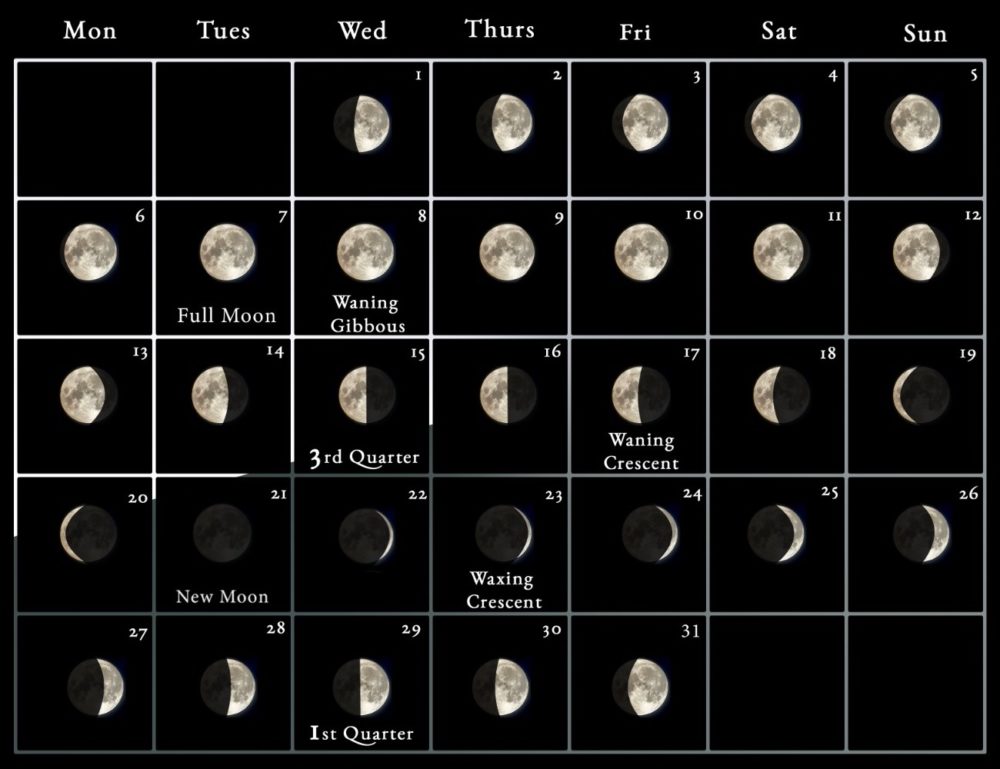 Mon Tues Wed Thurs Fri Sat Sun
1 2 3 4 5
6 7 8 9 10 11 12
Full Moon
Waning
Gibbous
13 14 15 16 17 18 19
3rd Quarter
Waning
Crescent
20 21 22 23 24 25 26
New Moon
Waxing
Crescent
27 28 29 30 31
1st Quarter